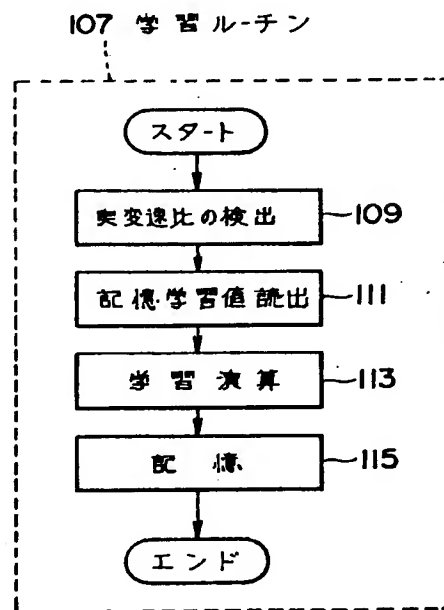 107 学習ル-チン
スタート
実変速比の検出 109
記憶・学習値読出 111
学習演算 113
記憶 115
エンド